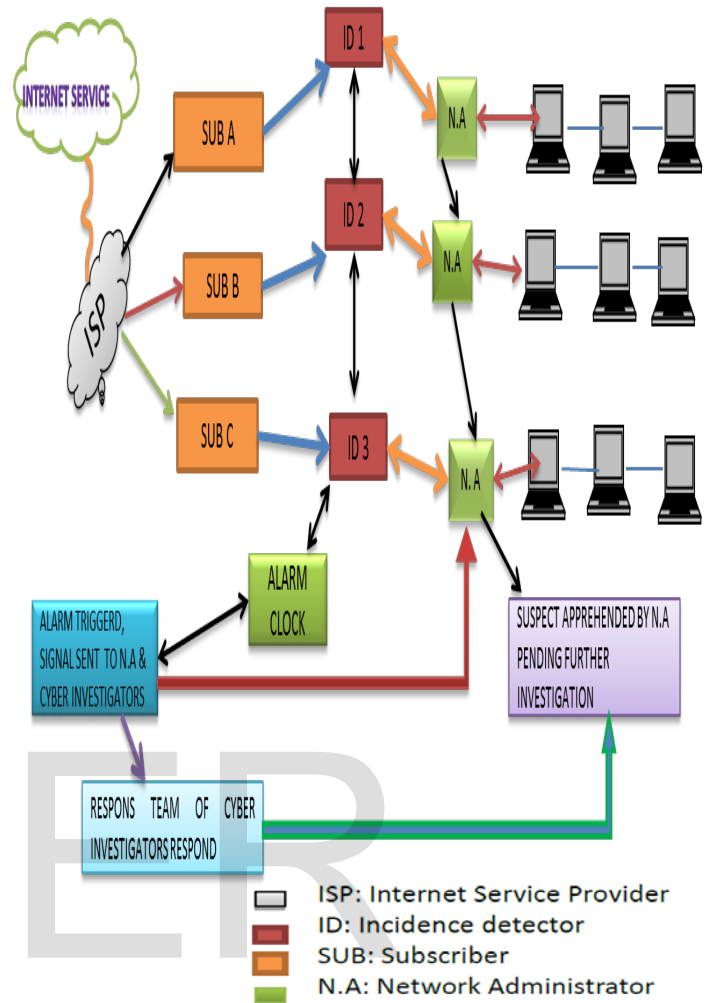 INTERNET SERVICE
ISP
SUB A
SUB B
SUB C
ID 1
ID 2
ID 3
N.A
N.A
N. A
ALARM
CLOCK
ALARM TRIGGERD,
SIGNAL SENT TO N.A &
CYBER INVESTIGATORS
SUSPECT APPREHENDED BY N.A
PENDING FURTHER
INVESTIGATION
RESPONS TEAM OF CYBER
INVESTIGATORS RESPOND
ER
ISP: Internet Service Provider
ID: Incidence detector
SUB: Subscriber
N.A: Network Administrator